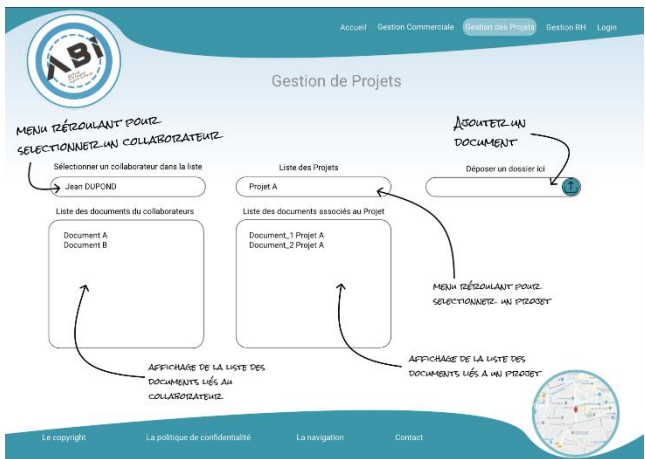 Accueil Gestion Commerciale Gestion des Projets Gestion RH Login
ABI
Gestion de Projets
MENU RÉROULANT POUR
SELECTIONNER UN COLLABORATEUR
AJOUTER UN
DOCUMENT
Sélectionner un collaborateur dans la liste
Liste des Projets
Déposer un dossier ici
Jean DUPOND
Projet A
Liste des documents du collaborateurs
Liste des documents associés au Projet
Document A
Document B
Document_1 Projet A
Document_2 Projet A
MENU RÉROULANT POUR
SELECTIONNER UN PROJET
AFFICHAGE DE LA LISTE DES
DOCUMENTS LIÉS AU
COLLABORATEUR
AFFICHAGE DE LA LISTE DES
DOCUMENTS LIÉS A UN PROJET
Le copyright La politique de confidentialité La navigation Contact